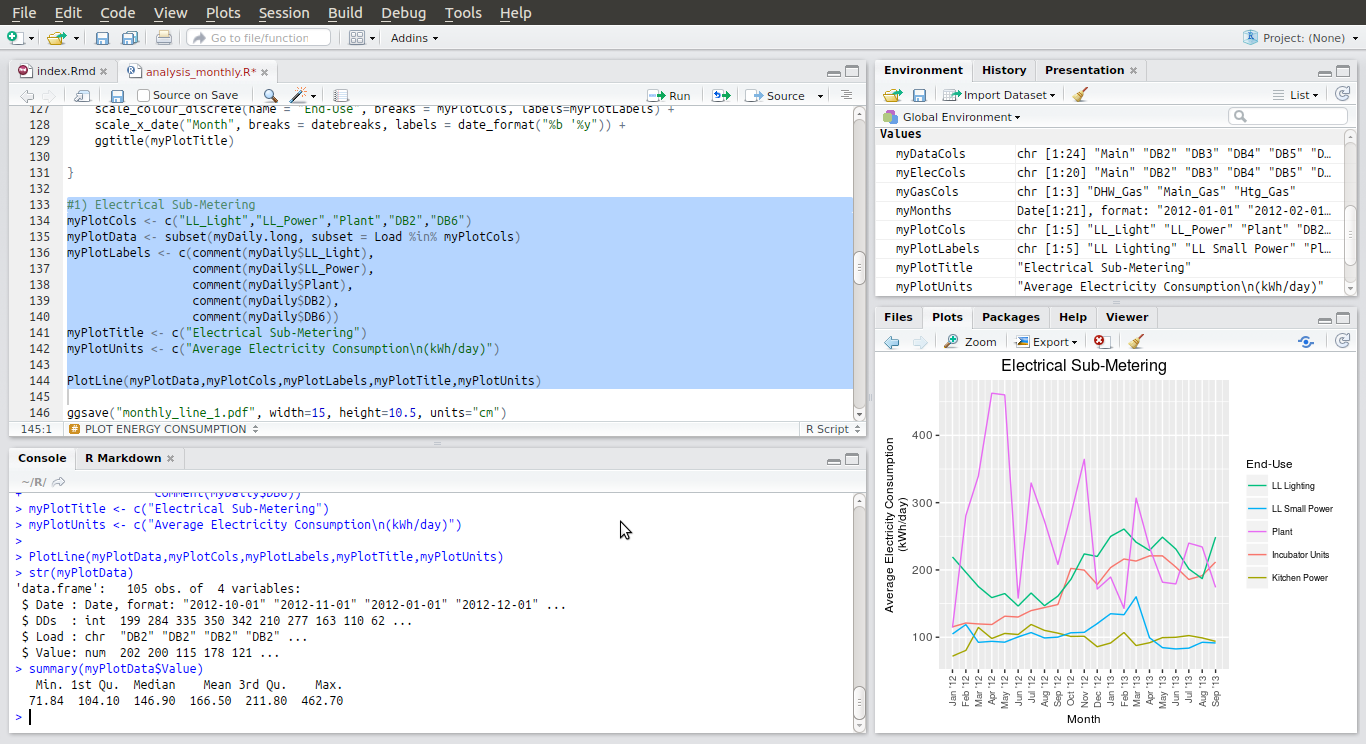 File Edit Code View Plots Session Build Debug Tools Help
Go to file/function Addins Project: (None)
index.Rmd analysis_monthly.R*
Source on Save Run Source
127 scale_colour_discrete(name = "End-Use", breaks = myPlotCols, labels=myPlotLabels) +
128 scale_x_date("Month", breaks = datebreaks, labels = date_format("%b '%y")) +
129 ggtitle(myPlotTitle)
130
131 }
132
133 #1) Electrical Sub-Metering
134 myPlotCols <- c("LL_Light","LL_Power","Plant","DB2","DB6")
135 myPlotData <- subset(myDaily.long, subset = Load %in% myPlotCols)
136 myPlotLabels <- c(comment(myDaily$LL_Light),
137 comment(myDaily$LL_Power),
138 comment(myDaily$Plant),
139 comment(myDaily$DB2),
140 comment(myDaily$DB6))
141 myPlotTitle <- c("Electrical Sub-Metering")
142 myPlotUnits <- c("Average Electricity Consumption\n(kWh/day)")
143
144 PlotLine(myPlotData,myPlotCols,myPlotLabels,myPlotTitle,myPlotUnits)
145
146 ggsave("monthly_line_1.pdf", width=15, height=10.5, units="cm")
145:1 # PLOT ENERGY CONSUMPTION R Script
Console R Markdown
~/R/
+ comment(myDaily$DB6))
> myPlotTitle <- c("Electrical Sub-Metering")
> myPlotUnits <- c("Average Electricity Consumption\n(kWh/day)")
>
> PlotLine(myPlotData,myPlotCols,myPlotLabels,myPlotTitle,myPlotUnits)
> str(myPlotData)
'data.frame': 105 obs. of 4 variables:
$ Date : Date, format: "2012-10-01" "2012-11-01" "2012-01-01" "2012-12-01" ...
$ DDs : int 199 284 335 350 342 210 277 163 110 62 ...
$ Load : chr "DB2" "DB2" "DB2" "DB2" ...
$ Value: num 202 200 115 178 121 ...
> summary(myPlotData$Value)
Min. 1st Qu. Median Mean 3rd Qu. Max.
71.84 104.10 146.90 166.50 211.80 462.70
>
Environment History Presentation
Import Dataset List
Global Environment
Values
myDataCols chr [1:24] "Main" "DB2" "DB3" "DB4" "DB5" "D…
myElecCols chr [1:20] "Main" "DB2" "DB3" "DB4" "DB5" "D…
myGasCols chr [1:3] "DHW_Gas" "Main_Gas" "Htg_Gas"
myMonths Date[1:21], format: "2012-01-01" "2012-02-01…
myPlotCols chr [1:5] "LL_Light" "LL_Power" "Plant" "DB2…
myPlotLabels chr [1:5] "LL Lighting" "LL Small Power" "Pl…
myPlotTitle "Electrical Sub-Metering"
myPlotUnits "Average Electricity Consumption\n(kWh/day)"
Files Plots Packages Help Viewer
Zoom Export
Electrical Sub-Metering
Average Electricity Consumption
(kWh/day)
400
300
200
100
Jan '12 Feb '12 Mar '12 Apr '12 May '12 Jun '12 Jul '12 Aug '12 Sep '12 Oct '12 Nov '12 Dec '12 Jan '13 Feb '13 Mar '13 Apr '13 May '13 Jun '13 Jul '13 Aug '13 Sep '13
Month
End-Use
LL Lighting
LL Small Power
Plant
Incubator Units
Kitchen Power